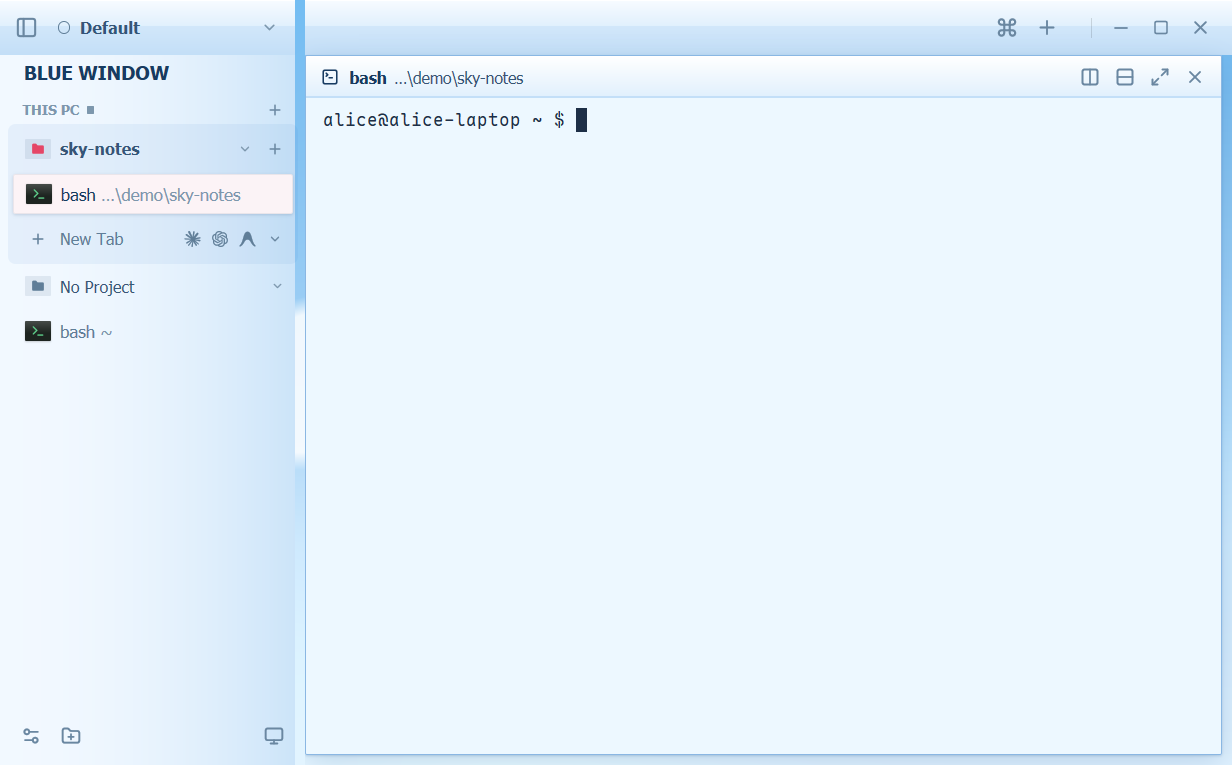 Default
BLUE WINDOW
THIS PC
sky-notes
bash ...\demo\sky-notes
New Tab
No Project
bash ~
bash ...\demo\sky-notes
alice@alice-laptop ~ $